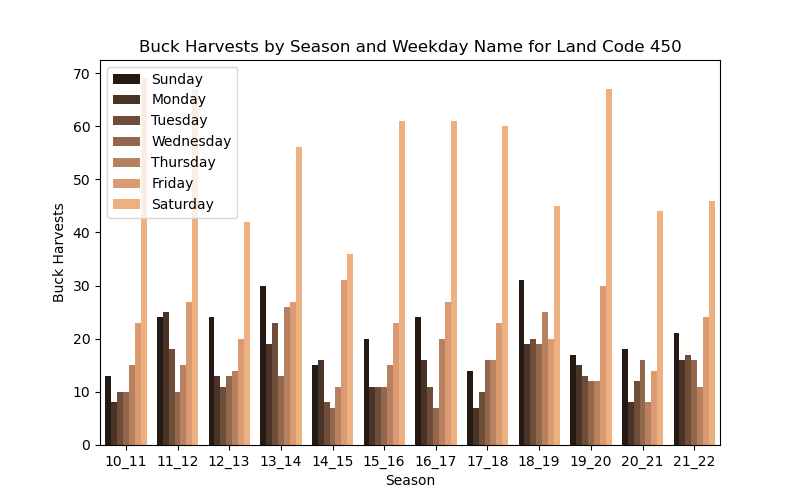 Buck Harvests by Season and Weekday Name for Land Code 450
70
60
50
40
30
20
10
0
Buck Harvests
Sunday
Monday
Tuesday
Wednesday
Thursday
Friday
Saturday
10_11 11_12 12_13 13_14 14_15 15_16 16_17 17_18 18_19 19_20 20_21 21_22
Season